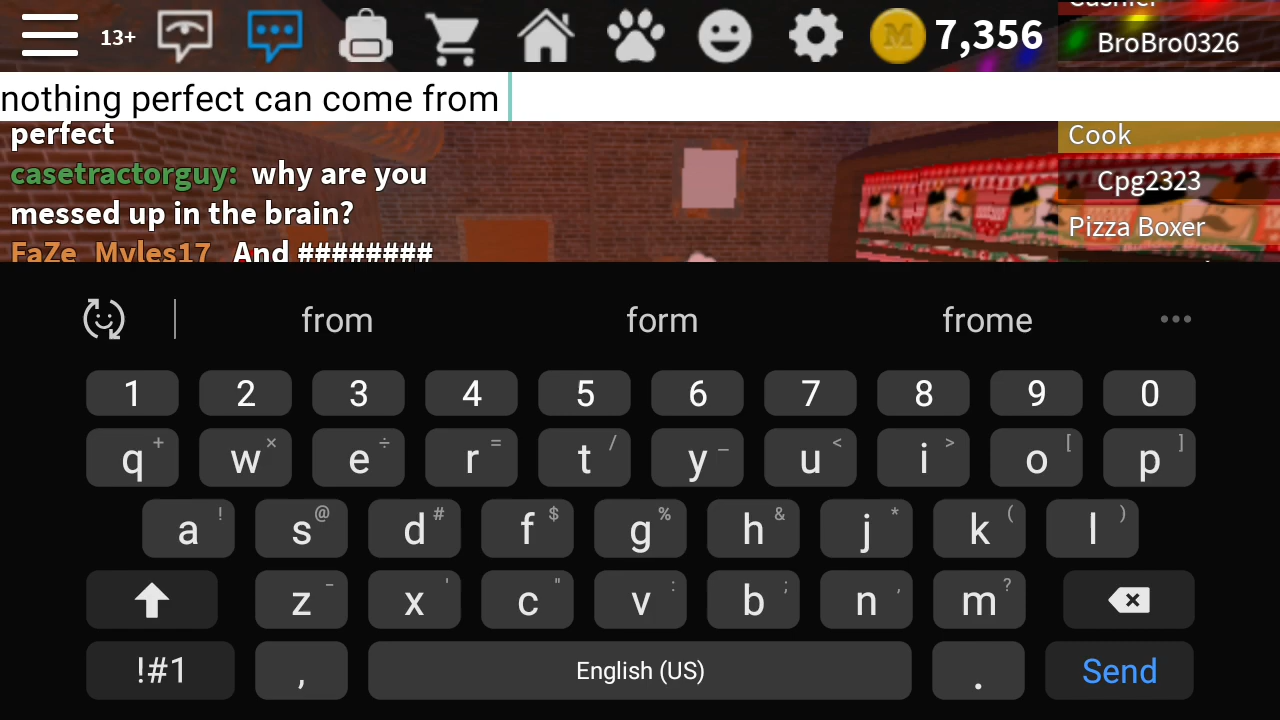 13+
7,356
BroBro0326
nothing perfect can come from
perfect
casetractorguy: why are you
messed up in the brain?
FaZe_Myles17 And ########
Cook
Cpg2323
Pizza Boxer
from form frome
1 2 3 4 5 6 7 8 9 0
q + w × e ÷ r = t / y _ u < i > o [ p ]
a ! s @ d # f $ g % h & j * k ( l )
z - x ' c " v : b ; n , m ?
!#1 , English (US) . Send